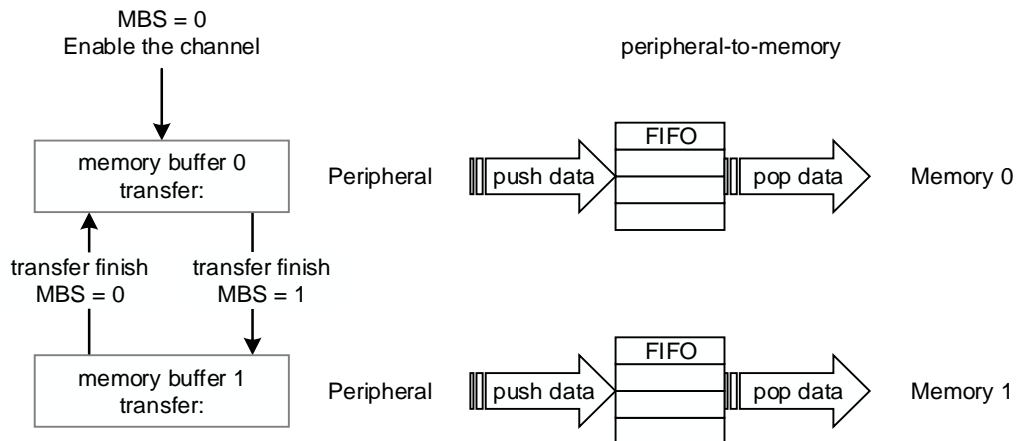 MBS = 0
Enable the channel
peripheral-to-memory
memory buffer 0
transfer:
Peripheral
push data
FIFO
pop data
Memory 0
transfer finish
MBS = 0
transfer finish
MBS = 1
memory buffer 1
transfer:
Peripheral
push data
FIFO
pop data
Memory 1